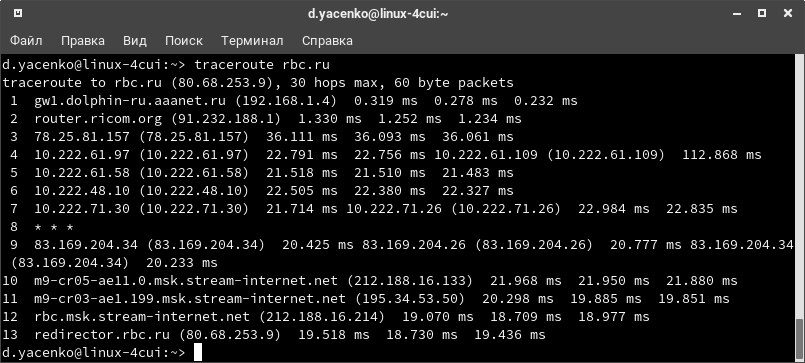 d.yacenko@linux-4cui:~
Файл Правка Вид Поиск Терминал Справка
d.yacenko@linux-4cui:~> traceroute rbc.ru
traceroute to rbc.ru (80.68.253.9), 30 hops max, 60 byte packets
 1  gw1.dolphin-ru.aaanet.ru (192.168.1.4)  0.319 ms  0.278 ms  0.232 ms
 2  router.ricom.org (91.232.188.1)  1.330 ms  1.252 ms  1.234 ms
 3  78.25.81.157 (78.25.81.157)  36.111 ms  36.093 ms  36.061 ms
 4  10.222.61.97 (10.222.61.97)  22.791 ms  22.756 ms 10.222.61.109 (10.222.61.109)  112.868 ms
 5  10.222.61.58 (10.222.61.58)  21.518 ms  21.510 ms  21.483 ms
 6  10.222.48.10 (10.222.48.10)  22.505 ms  22.380 ms  22.327 ms
 7  10.222.71.30 (10.222.71.30)  21.714 ms 10.222.71.26 (10.222.71.26)  22.984 ms  22.835 ms
 8  * * *
 9  83.169.204.34 (83.169.204.34)  20.425 ms 83.169.204.26 (83.169.204.26)  20.777 ms 83.169.204.34
 (83.169.204.34)  20.233 ms
10  m9-cr05-ae11.0.msk.stream-internet.net (212.188.16.133)  21.968 ms  21.950 ms  21.880 ms
11  m9-cr03-ae1.199.msk.stream-internet.net (195.34.53.50)  20.298 ms  19.885 ms  19.851 ms
12  rbc.msk.stream-internet.net (212.188.16.214)  19.070 ms  18.709 ms  18.977 ms
13  redirector.rbc.ru (80.68.253.9)  19.518 ms  18.730 ms  19.436 ms
d.yacenko@linux-4cui:~>